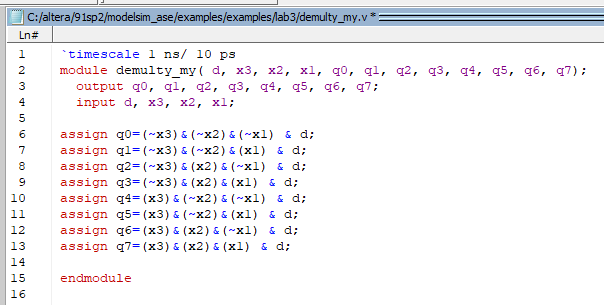 C:/altera/91sp2/modelsim_ase/examples/examples/lab3/demulty_my.v *
Ln#
1 `timescale 1 ns/ 10 ps
2 module demulty_my( d, x3, x2, x1, q0, q1, q2, q3, q4, q5, q6, q7);
3 output q0, q1, q2, q3, q4, q5, q6, q7;
4 input d, x3, x2, x1;
5
6 assign q0=(~x3)&(~x2)&(~x1) & d;
7 assign q1=(~x3)&(~x2)&(x1) & d;
8 assign q2=(~x3)&(x2)&(~x1) & d;
9 assign q3=(~x3)&(x2)&(x1) & d;
10 assign q4=(x3)&(~x2)&(~x1) & d;
11 assign q5=(x3)&(~x2)&(x1) & d;
12 assign q6=(x3)&(x2)&(~x1) & d;
13 assign q7=(x3)&(x2)&(x1) & d;
14
15 endmodule
16